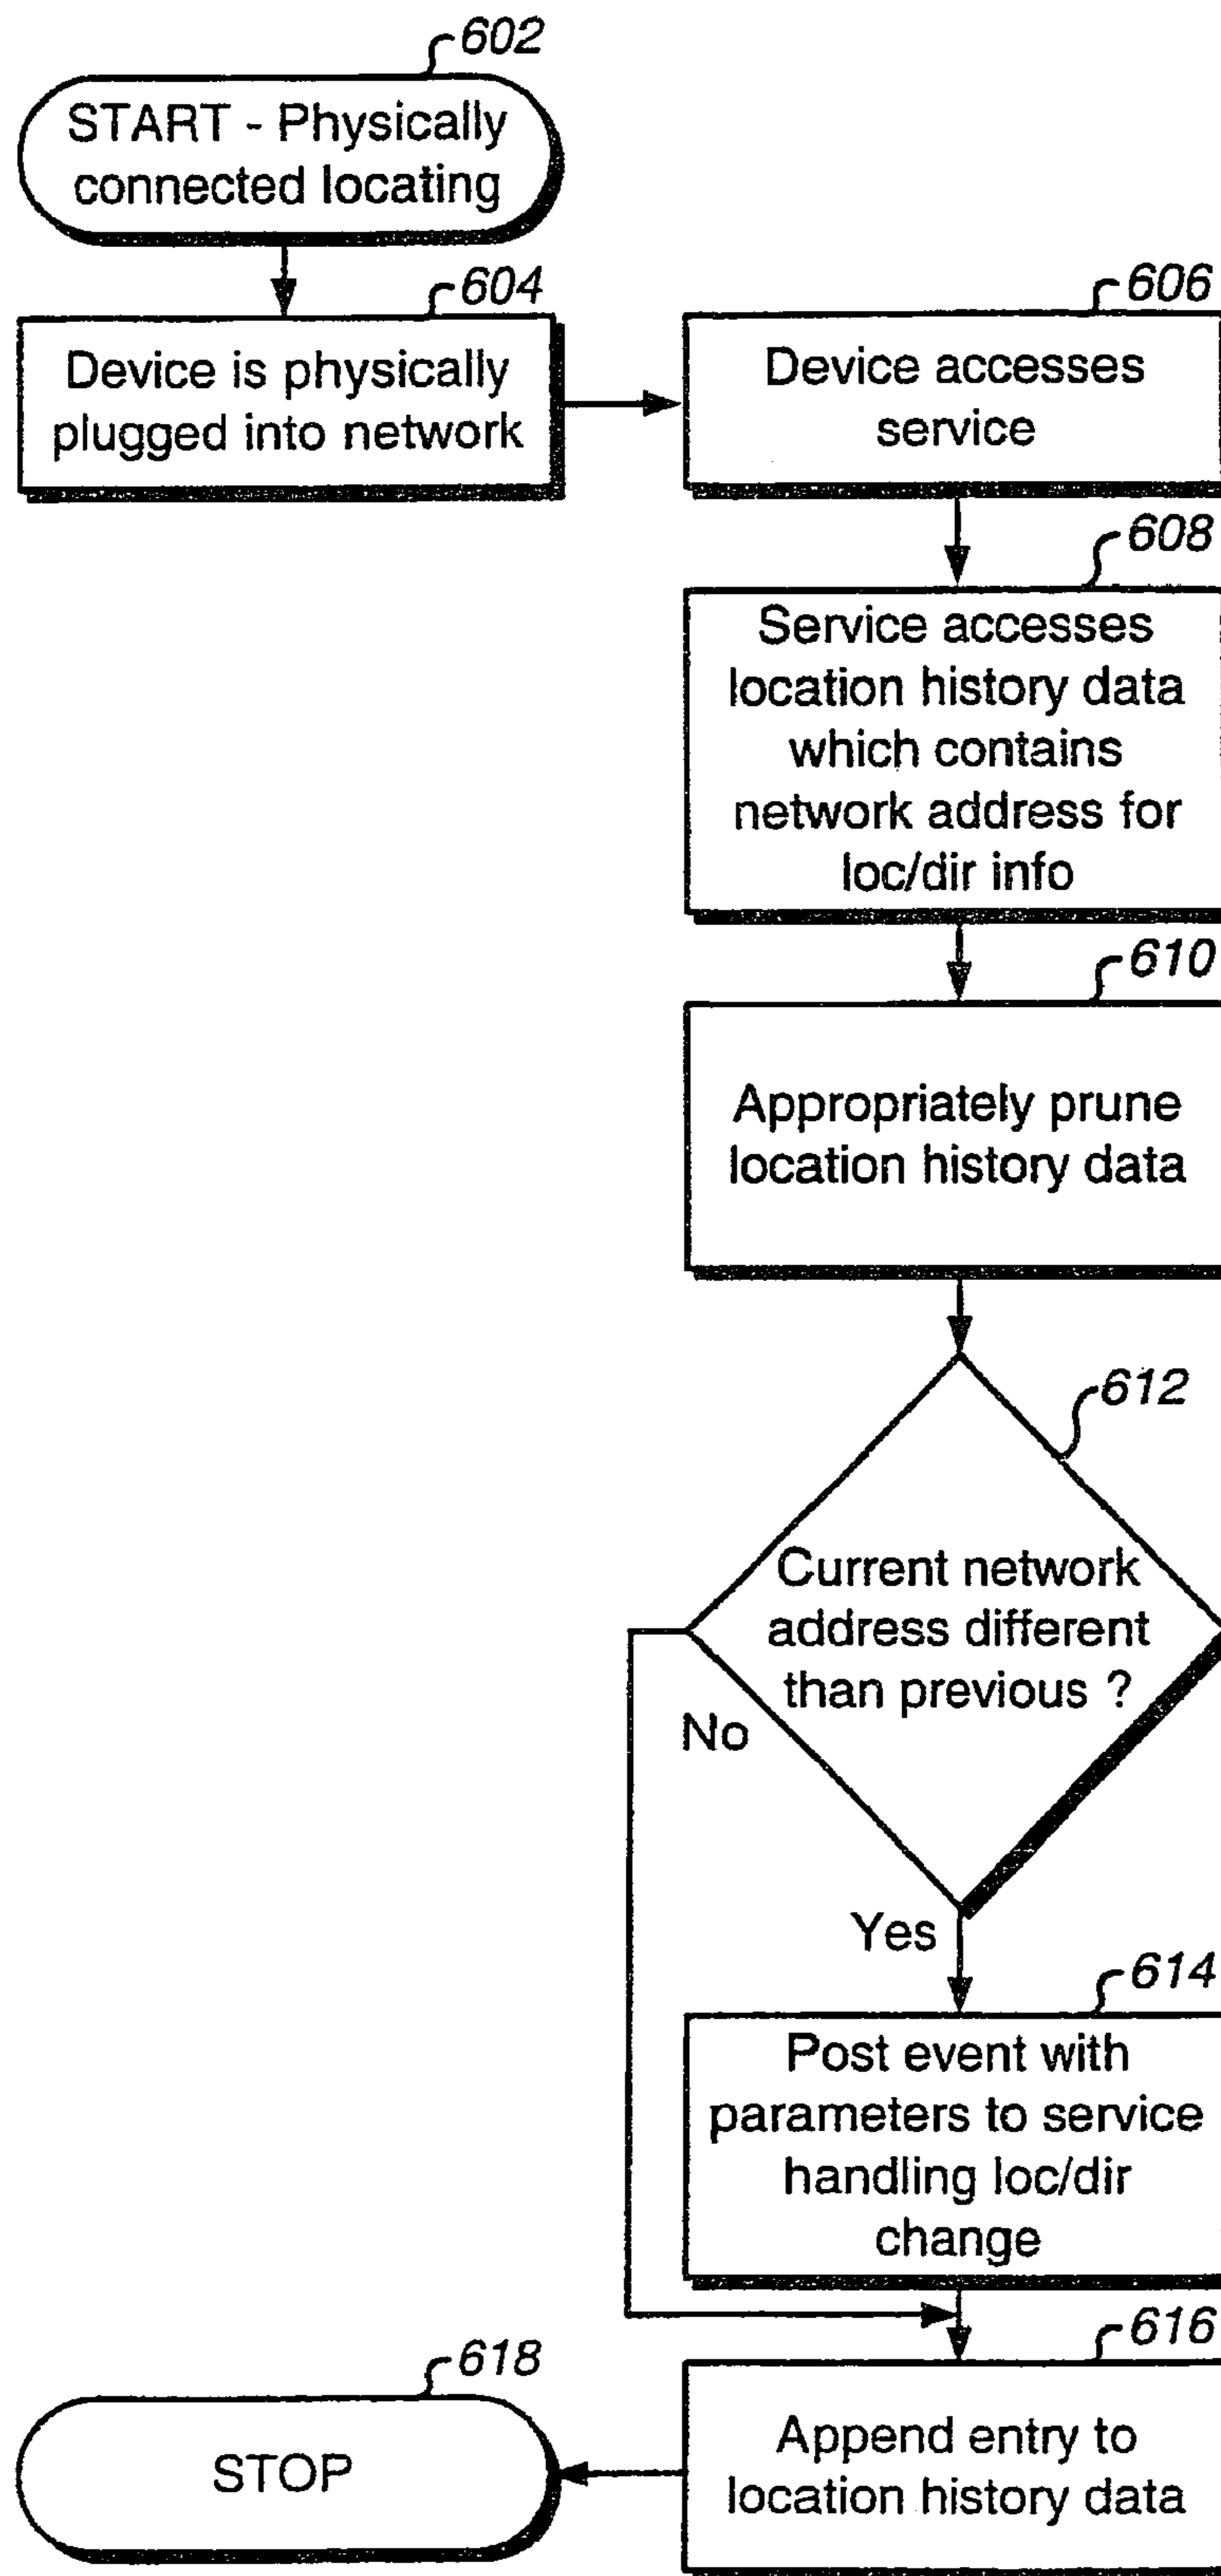 602
START - Physically
connected locating
604
Device is physically
plugged into network
606
Device accesses
service
608
Service accesses
location history data
which contains
network address for
loc/dir info
610
Appropriately prune
location history data
612
Current network
address different
than previous ?
No
Yes
614
Post event with
parameters to service
handling loc/dir
change
616
Append entry to
location history data
618
STOP